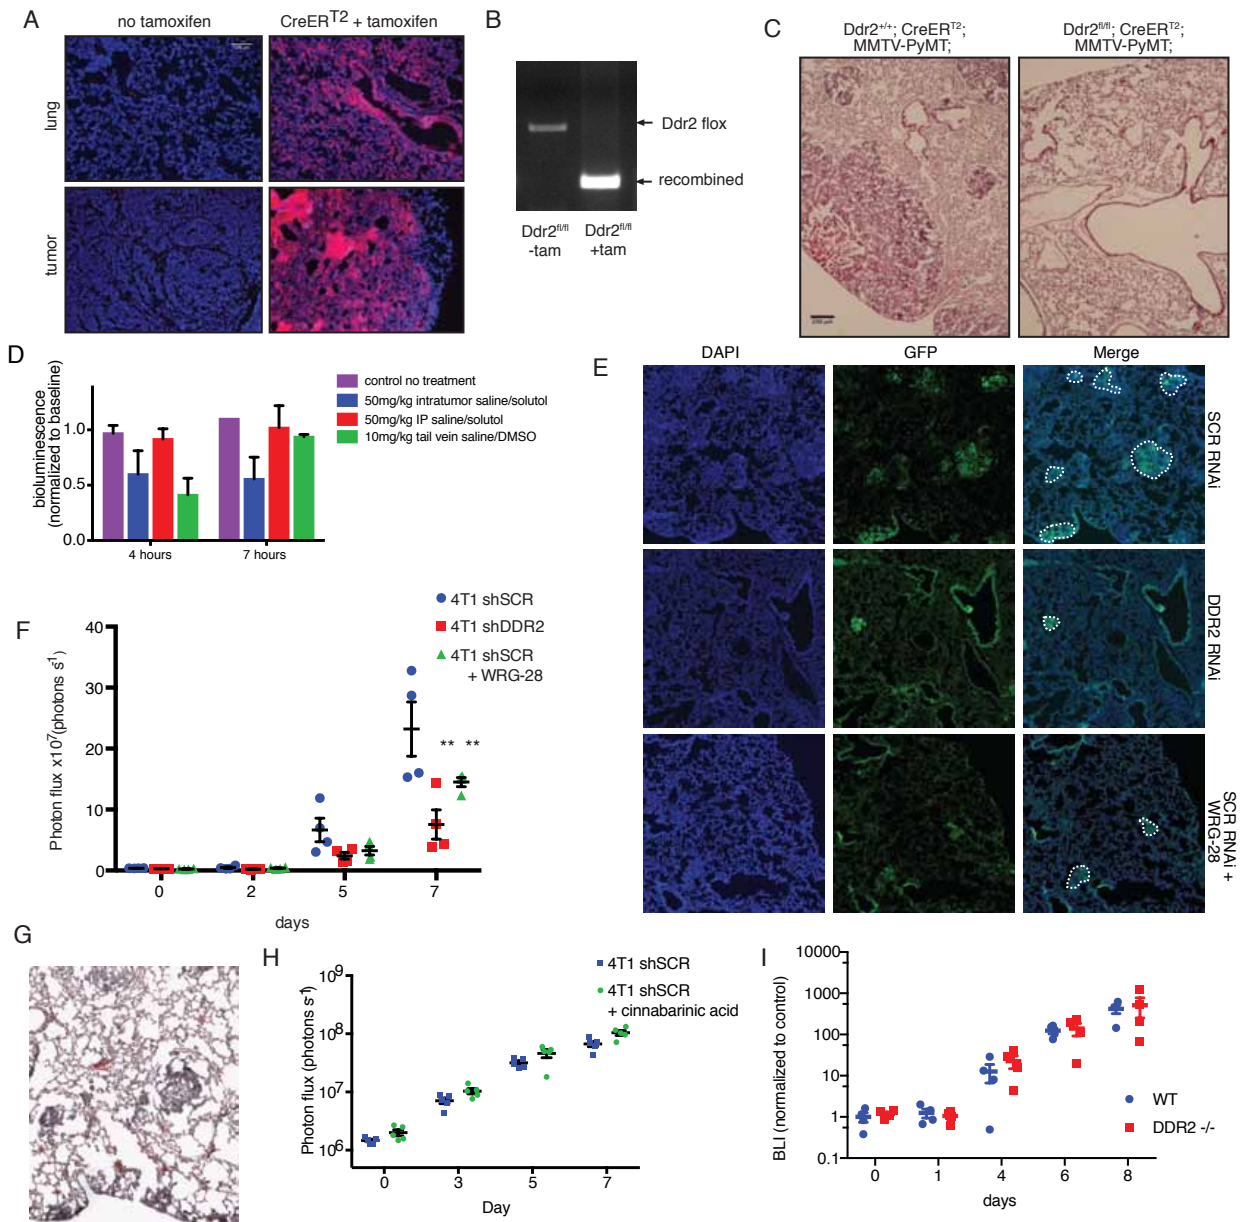 A
no tamoxifen
CreER^T2 + tamoxifen
lung
tumor
B
Ddr2 flox
recombined
Ddr2^fl/fl
-tam
Ddr2^fl/fl
+tam
C
Ddr2^+/+; CreER^T2;
MMTV-PyMT;
Ddr2^fl/fl; CreER^T2;
MMTV-PyMT;
D
bioluminescence
(normalized to baseline)
1.0
0.5
0.0
4 hours
7 hours
control no treatment
50mg/kg intratumor saline/solutol
50mg/kg IP saline/solutol
10mg/kg tail vein saline/DMSO
E
DAPI
GFP
Merge
SCR RNAi
DDR2 RNAi
SCR RNAi +
WRG-28
F
4T1 shSCR
4T1 shDDR2
4T1 shSCR
+ WRG-28
Photon flux x10^7(photons s^-1)
40
30
20
10
0
** **
0 2 5 7
days
G
H
4T1 shSCR
4T1 shSCR
+ cinnabarinic acid
Photon flux (photons s^-1)
10^9
10^8
10^7
10^6
0 3 5 7
Day
I
BLI (normalized to control)
10000
1000
100
10
1
0.1
WT
DDR2 -/-
0 1 4 6 8
days